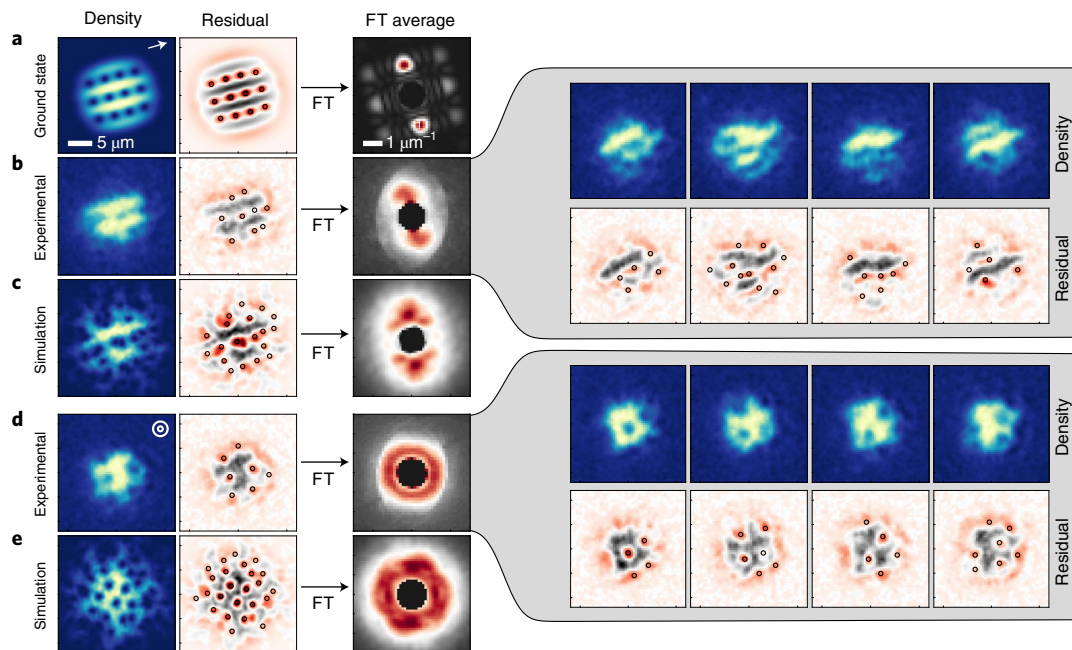 Density
Residual
FT average
a
Ground state
5 μm
FT
1 μm⁻¹
b
Experimental
FT
c
Simulation
FT
d
Experimental
FT
e
Simulation
FT
Density
Residual
Density
Residual